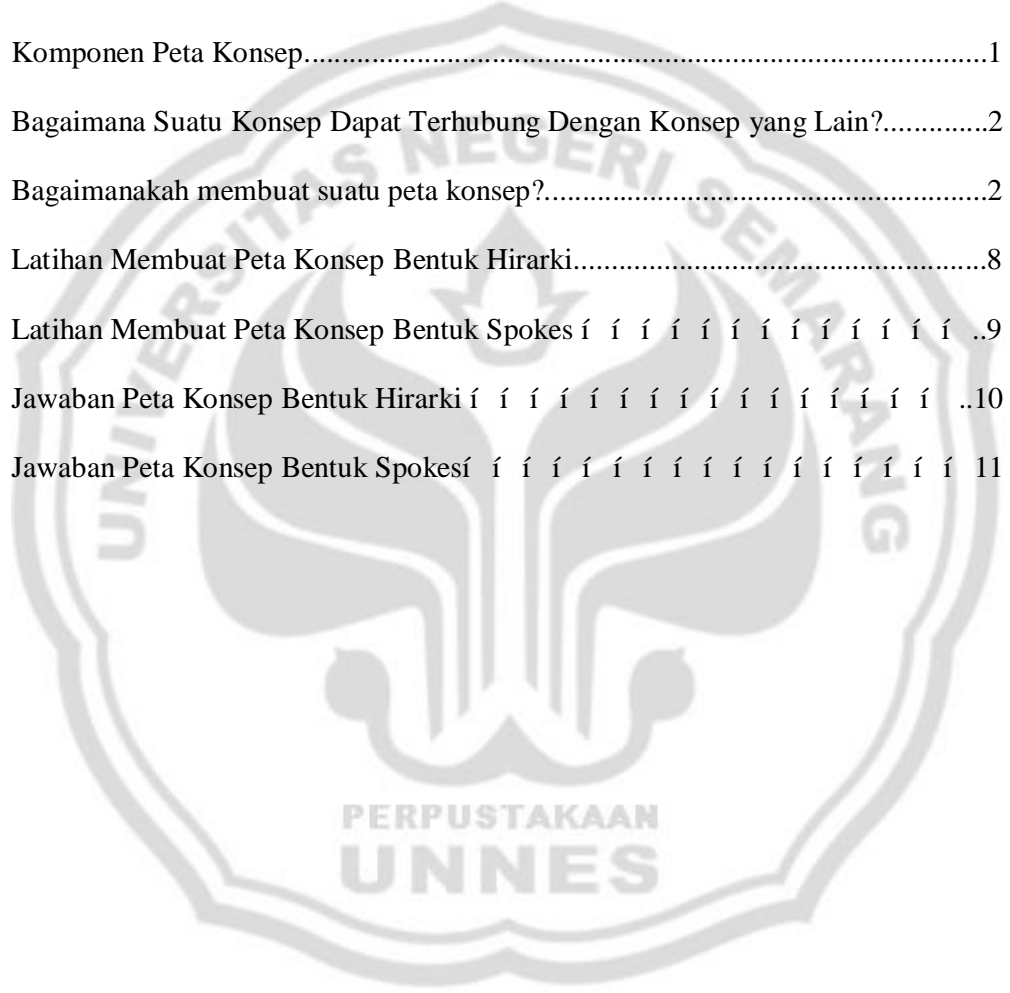 Komponen Peta Konsep..........................................................................................1
Bagaimana Suatu Konsep Dapat Terhubung Dengan Konsep yang Lain?.............2
Bagaimanakah membuat suatu peta konsep?..........................................................2
Latihan Membuat Peta Konsep Bentuk Hirarki......................................................8
Latihan Membuat Peta Konsep Bentuk Spokes í í í í í í í í í í í í í ..9
Jawaban Peta Konsep Bentuk Hirarki í í í í í í í í í í í í í í í í ..10
Jawaban Peta Konsep Bentuk Spokesí í í í í í í í í í í í í í í í í 11
UNIVERSITAS NEGERI SEMARANG
PERPUSTAKAAN
UNNES